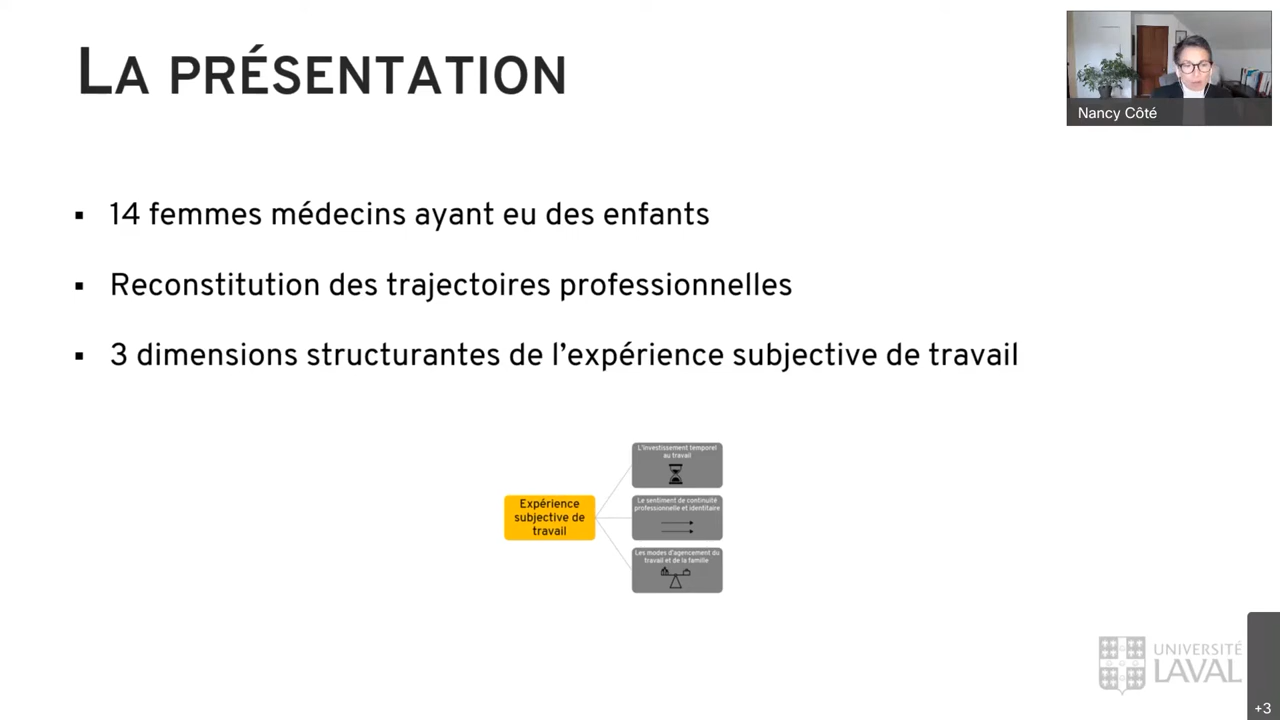 LA PRÉSENTATION
Nancy Côté
▪ 14 femmes médecins ayant eu des enfants
▪ Reconstitution des trajectoires professionnelles
▪ 3 dimensions structurantes de l'expérience subjective de travail
L'investissement temporel
au travail
Expérience
subjective de
travail
Le sentiment de continuité
professionnelle et identitaire
Les modes d'agencement du
travail et de la famille
UNIVERSITÉ
LAVAL
+3